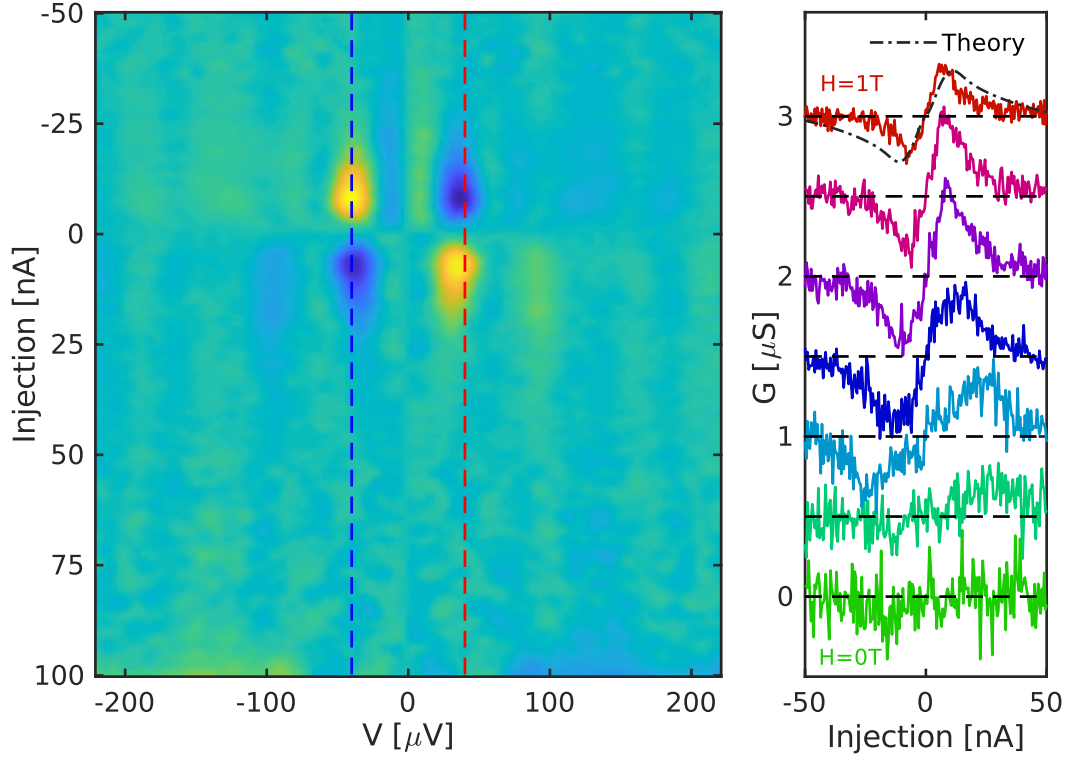 -50
-25
0
25
50
75
100
Injection [nA]
-200
-100
0
100
200
V [μV]
Theory
H=1T
3
2
1
0
G [μS]
H=0T
-50
0
50
Injection [nA]